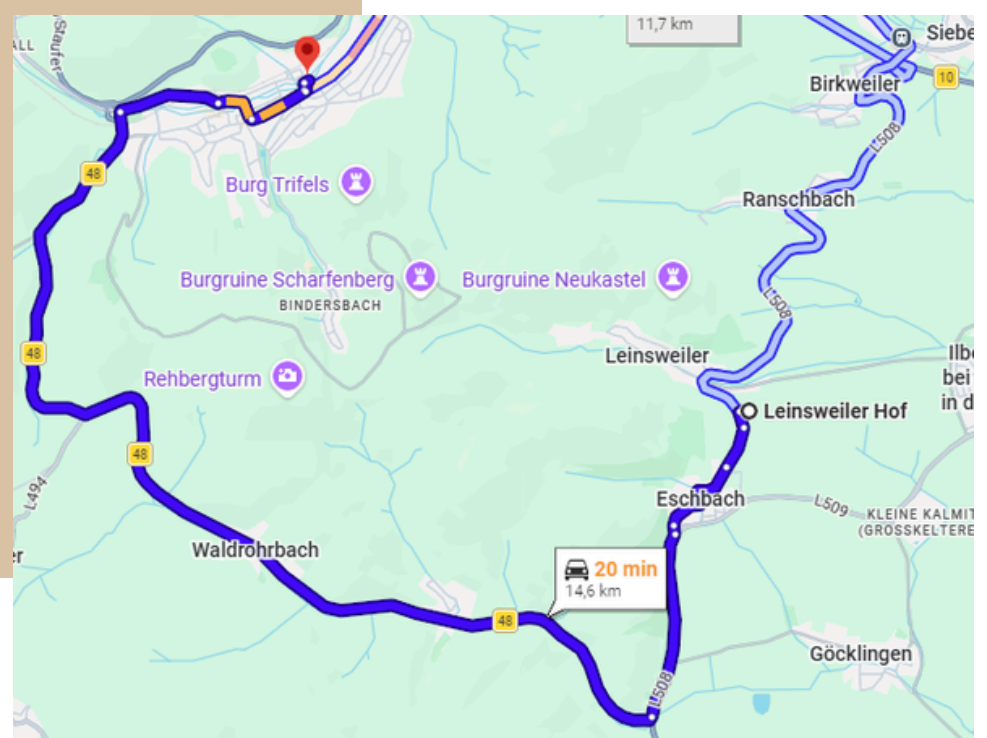 Staufer
11,7 km
Siebe
10
Birkweiler
L508
48
Burg Trifels
Ranschbach
Burgruine Scharfenberg
Burgruine Neukastel
BINDERSBACH
L508
48
Leinsweiler
Ilbe
bei
in d
Rehbergturm
Leinsweiler Hof
48
L494
Eschbach
L509
KLEINE KALMIT
(GROSSKELTERE
Waldrohrbach
er
20 min
14,6 km
48
Göcklingen
L508